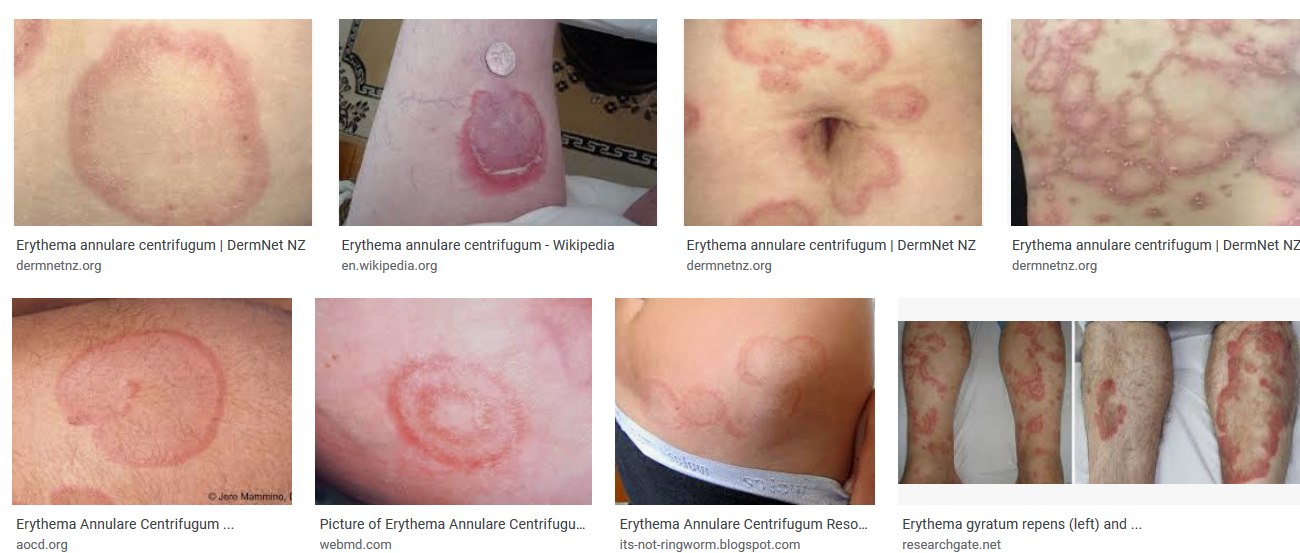 Erythema annulare centrifugum | DermNet NZ
dermnetnz.org
Erythema annulare centrifugum - Wikipedia
en.wikipedia.org
Erythema annulare centrifugum | DermNet NZ
dermnetnz.org
Erythema annulare centrifugum | DermNet NZ
dermnetnz.org
© Jere Mammino, D
Erythema Annulare Centrifugum ...
aocd.org
Picture of Erythema Annulare Centrifugu...
webmd.com
Erythema Annulare Centrifugum Reso...
its-not-ringworm.blogspot.com
Erythema gyratum repens (left) and ...
researchgate.net